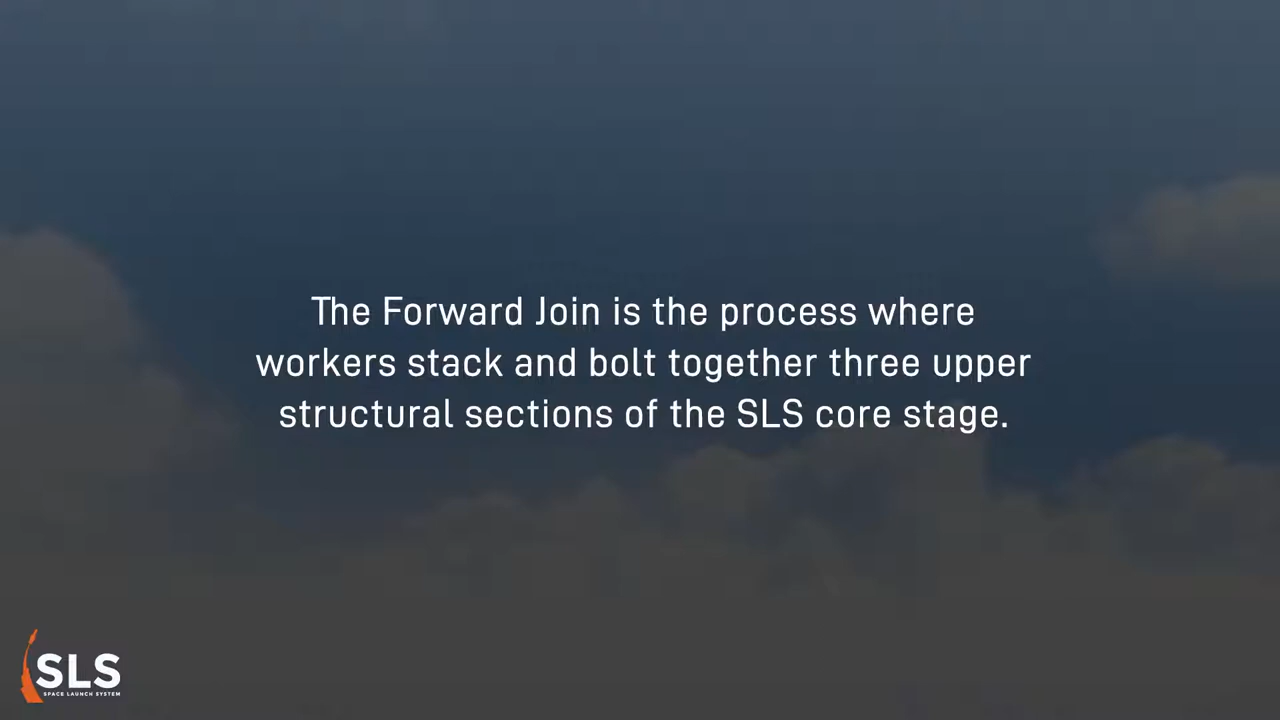 The Forward Join is the process where
workers stack and bolt together three upper
structural sections of the SLS core stage.
SLS
SPACE LAUNCH SYSTEM